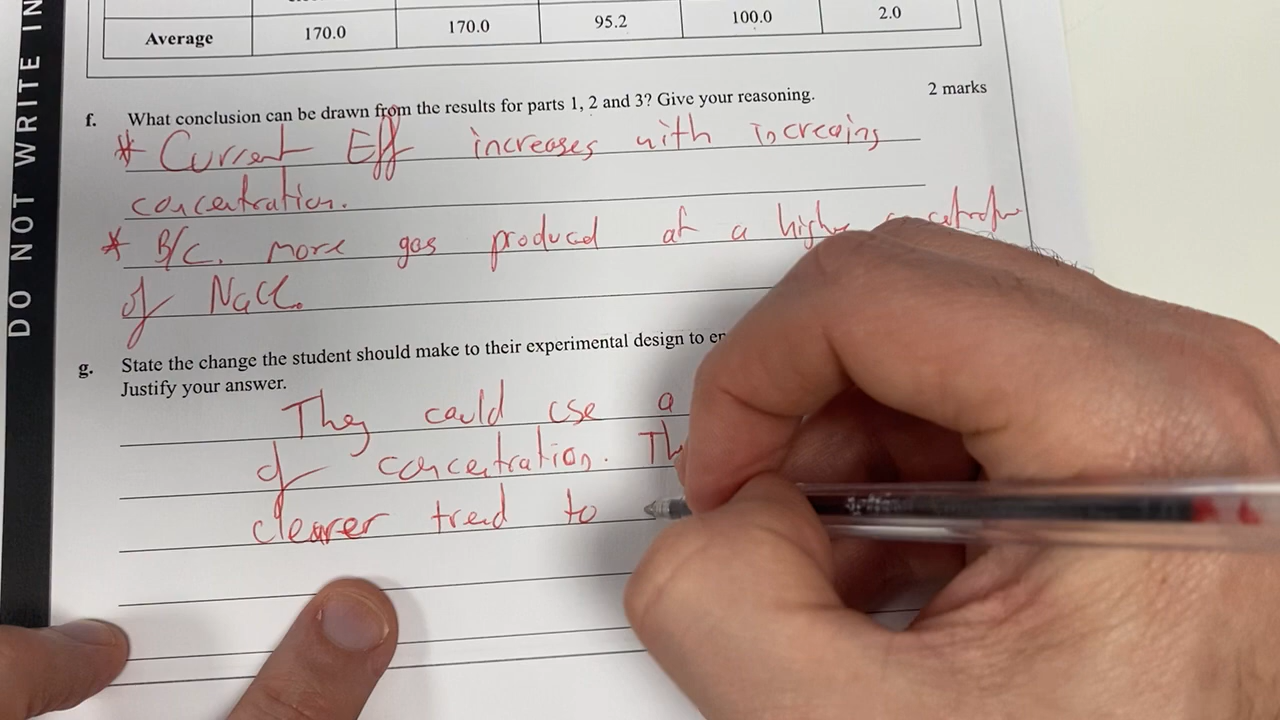 DO NOT WRITE IN
Average 170.0 170.0 95.2 100.0 2.0
f. What conclusion can be drawn from the results for parts 1, 2 and 3? Give your reasoning. 2 marks
* Current Eff increases with increasing
concentration.
* B/c. more gas produced at a higher
of NaCl.
g. State the change the student should make to their experimental design to
Justify your answer.
They could use a
of concentration.
clearer trend to